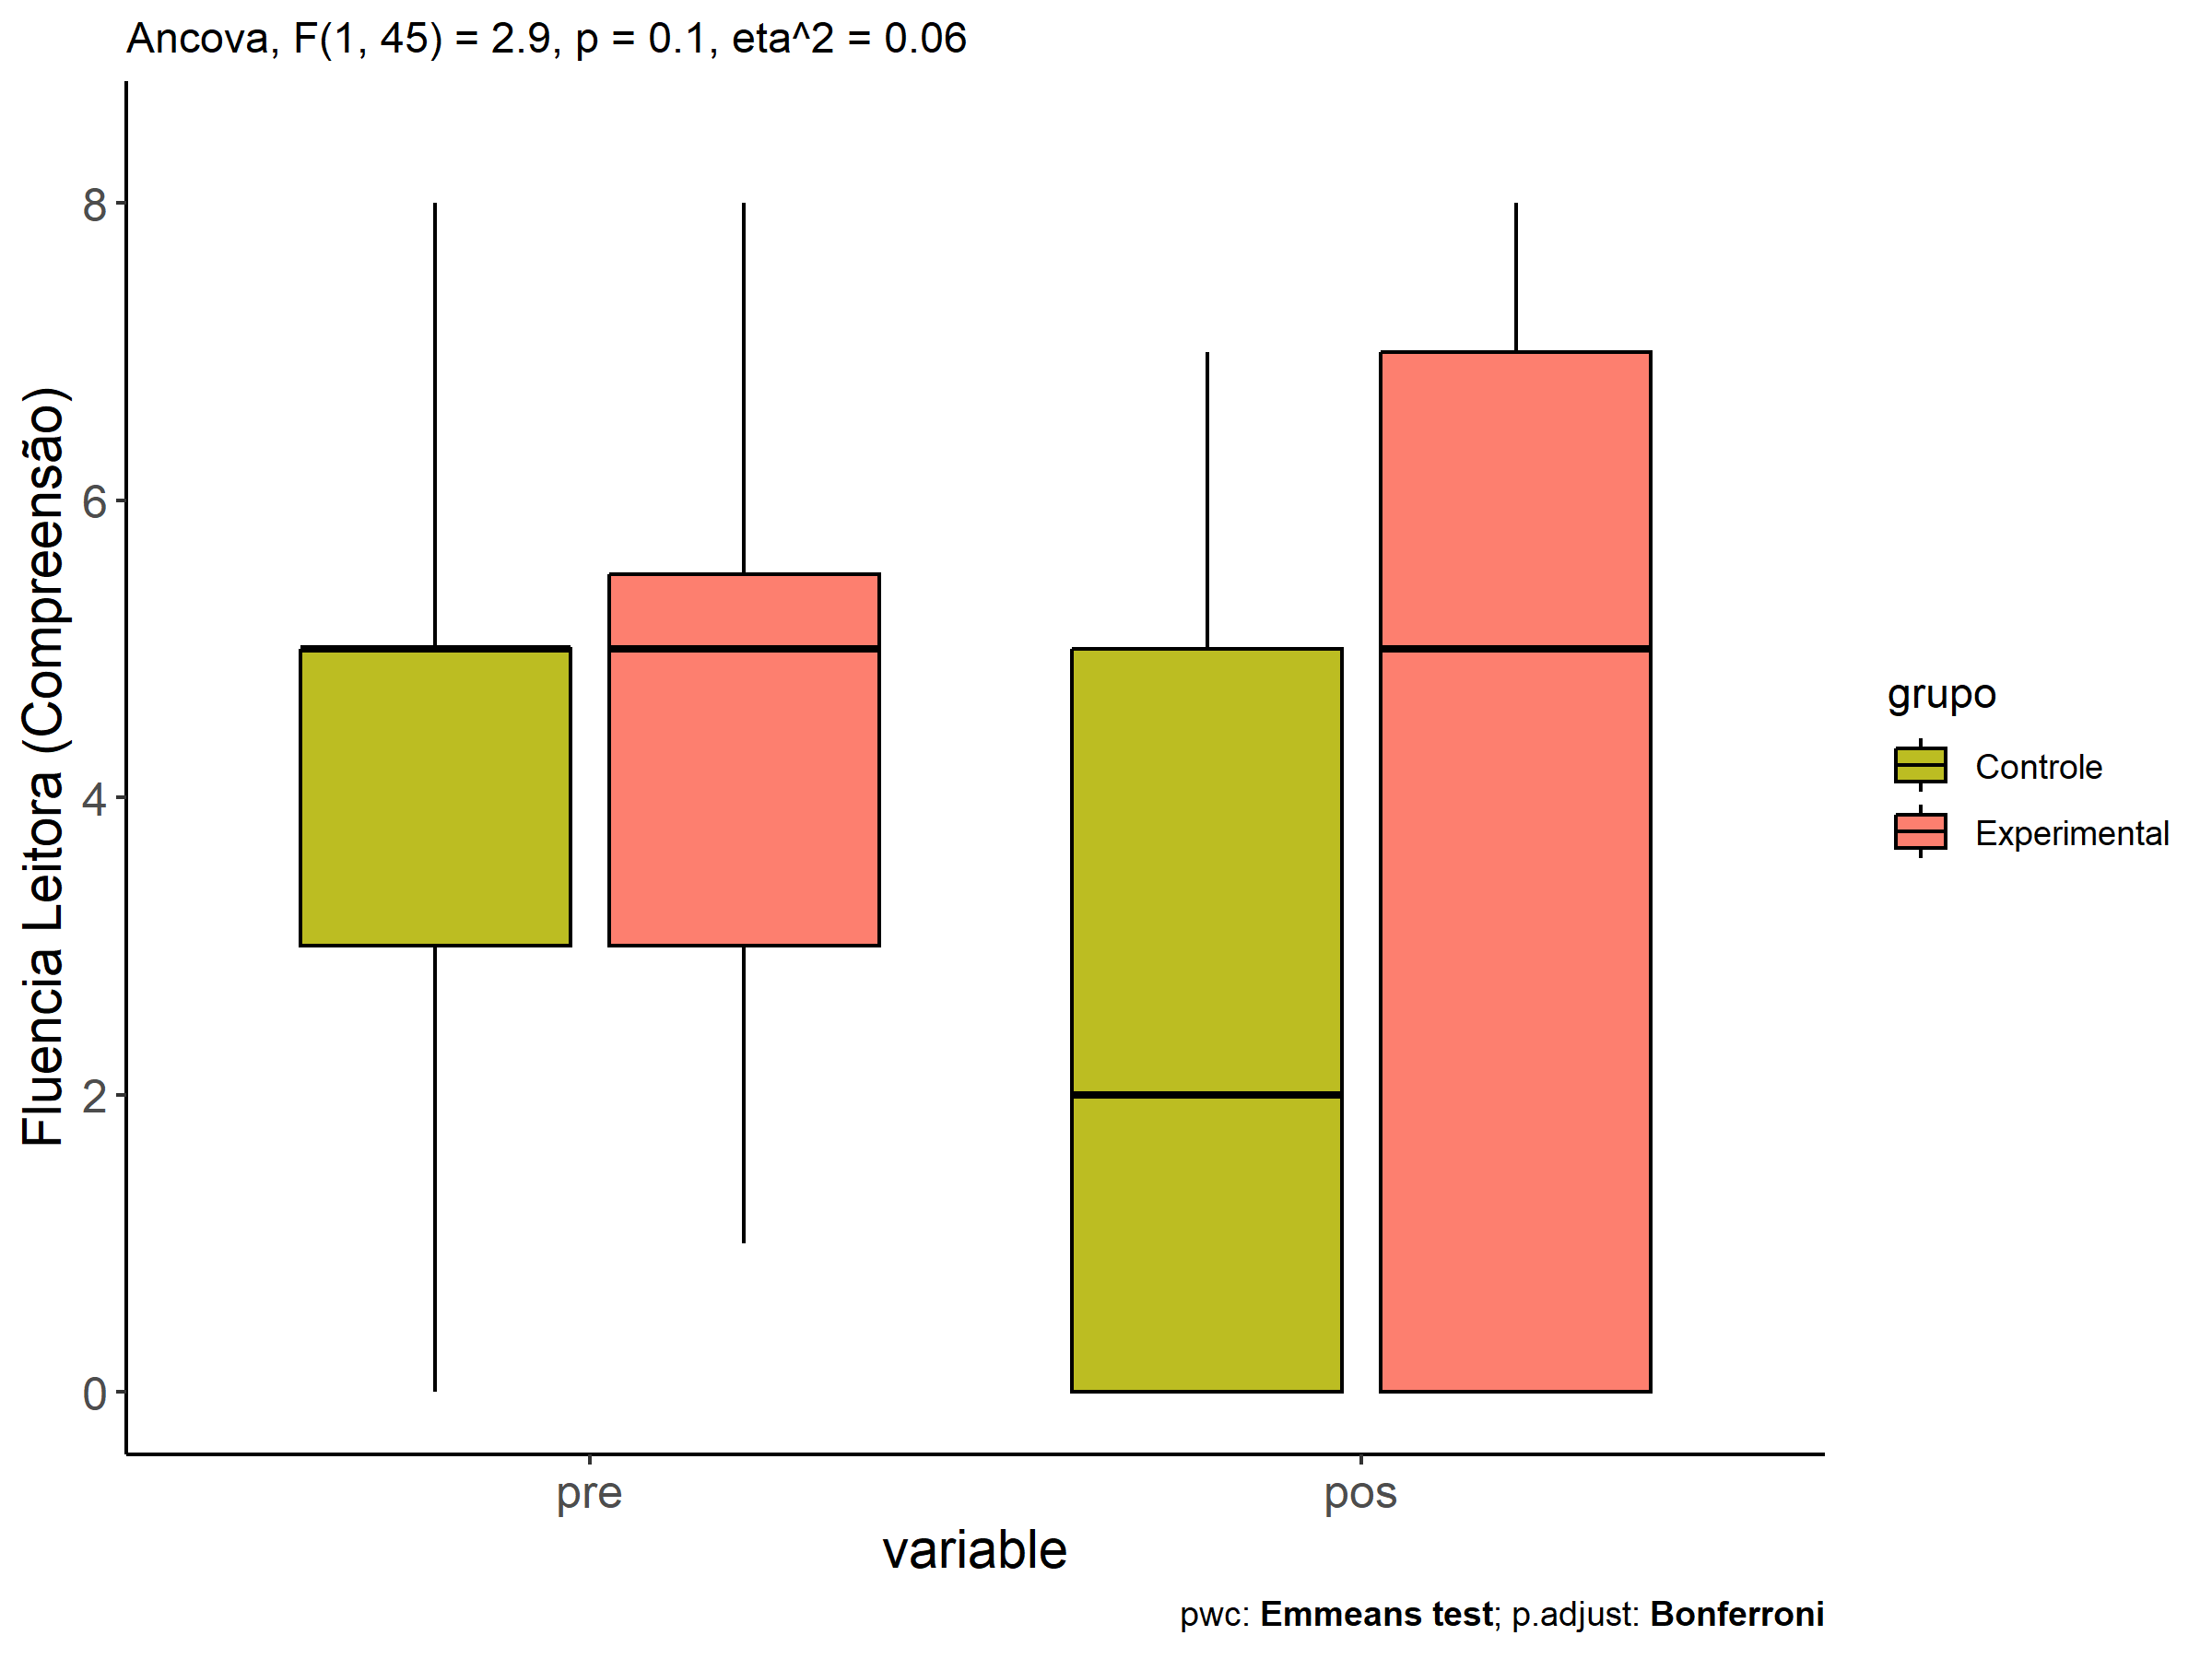 Ancova, F(1, 45) = 2.9, p = 0.1, eta^2 = 0.06
Fluencia Leitora (Compreensão)
8
6
4
2
0
pre
pos
variable
grupo
Controle
Experimental
pwc: Emmeans test; p.adjust: Bonferroni